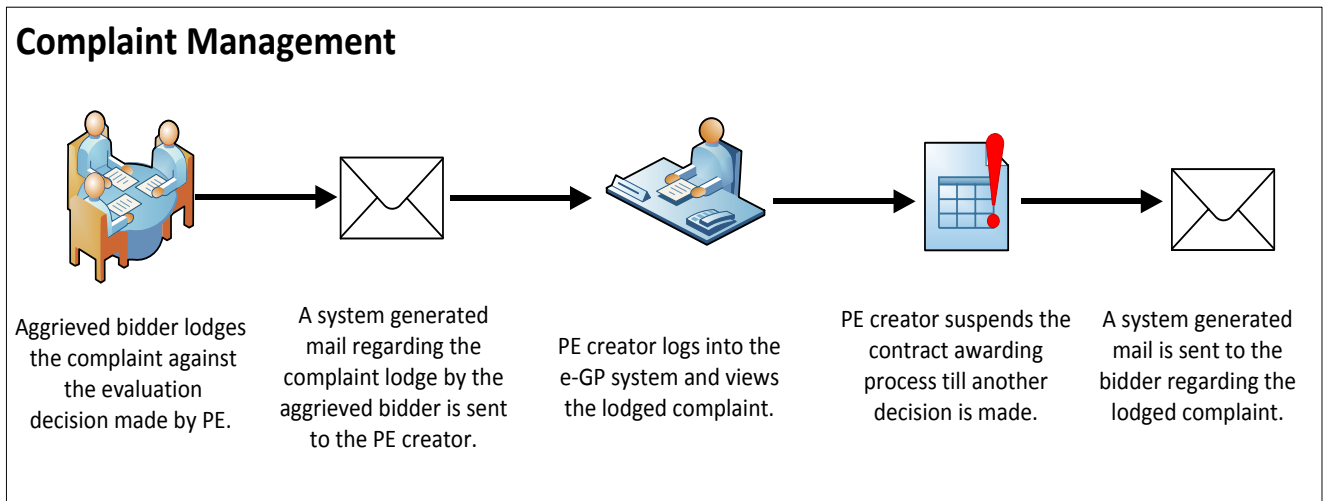 Complaint Management
Aggrieved bidder lodges
the complaint against
the evaluation
decision made by PE.
A system generated
mail regarding the
complaint lodge by the
aggrieved bidder is sent
to the PE creator.
PE creator logs into the
e-GP system and views
the lodged complaint.
PE creator suspends the
contract awarding
process till another
decision is made.
A system generated
mail is sent to the
bidder regarding the
lodged complaint.